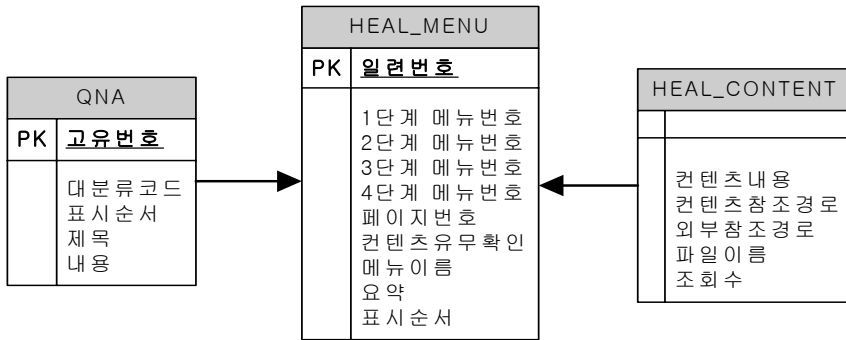 QNA
PK 고유번호
대분류코드
표시순서
제목
내용
HEAL_MENU
PK 일련번호
1단계 메뉴번호
2단계 메뉴번호
3단계 메뉴번호
4단계 메뉴번호
페이지번호
컨텐츠유무확인
메뉴이름
요약
표시순서
HEAL_CONTENT
컨텐츠내용
컨텐츠참조경로
외부참조경로
파일이름
조회수